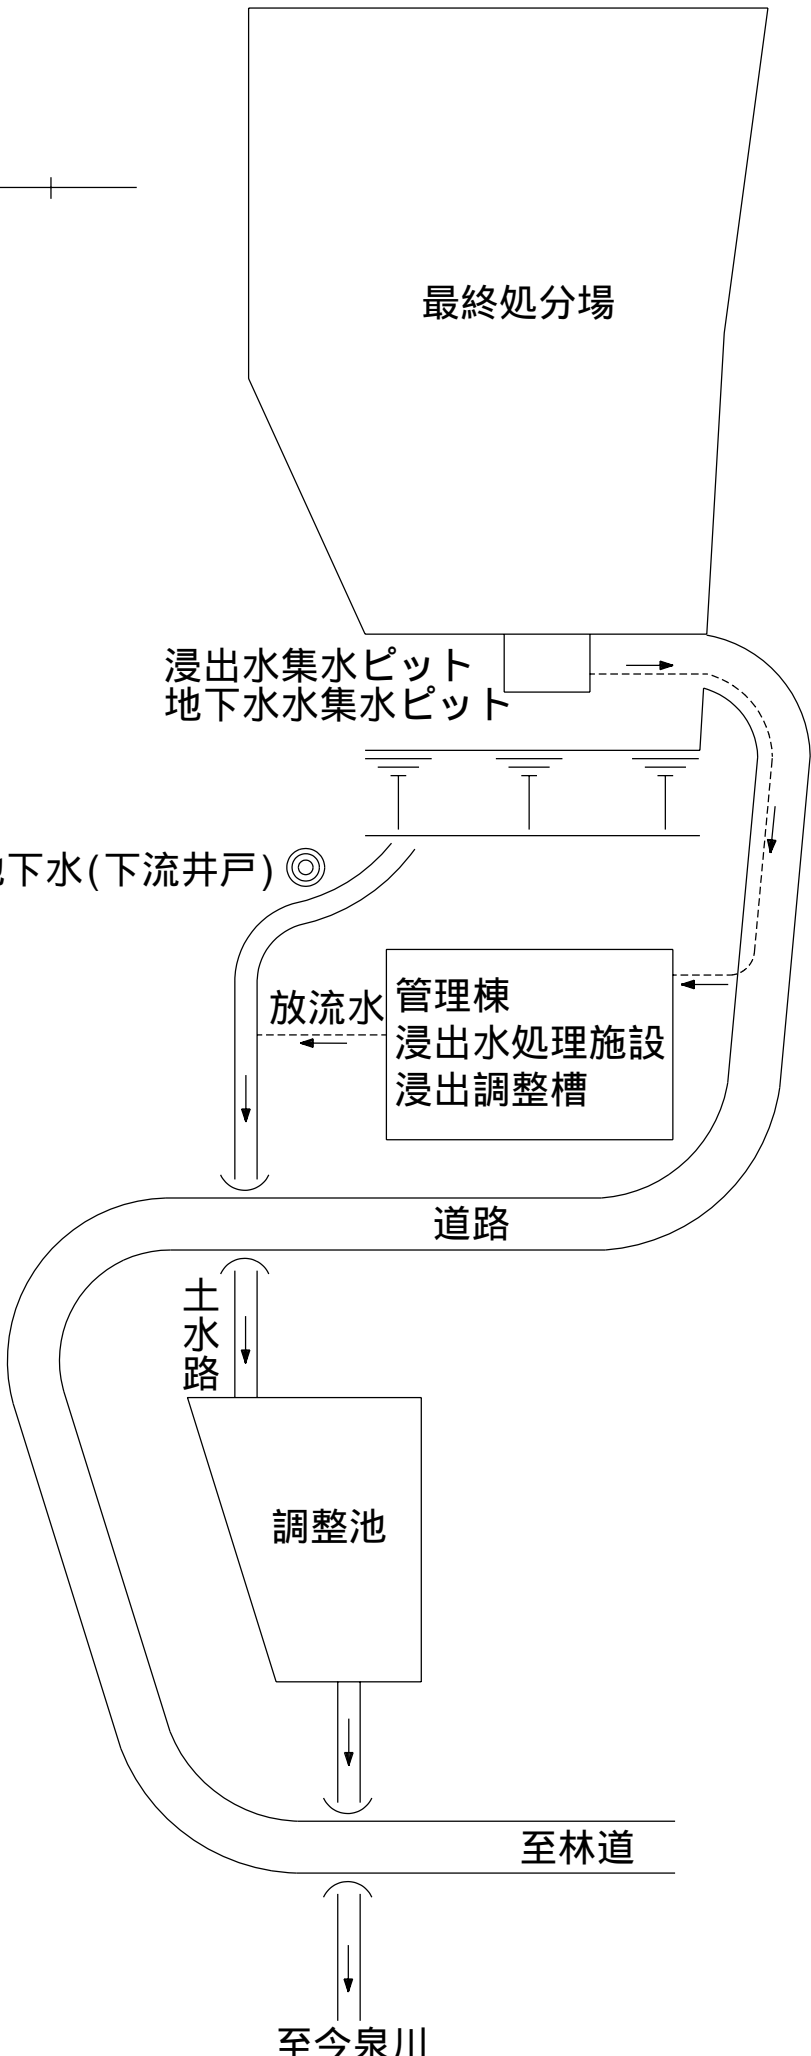 最終処分場
浸出水集水ピット
地下水水集水ピット
地下水(下流井戸)
放流水
管理棟
浸出水処理施設
浸出調整槽
道路
土水路
調整池
至林道
至今泉川